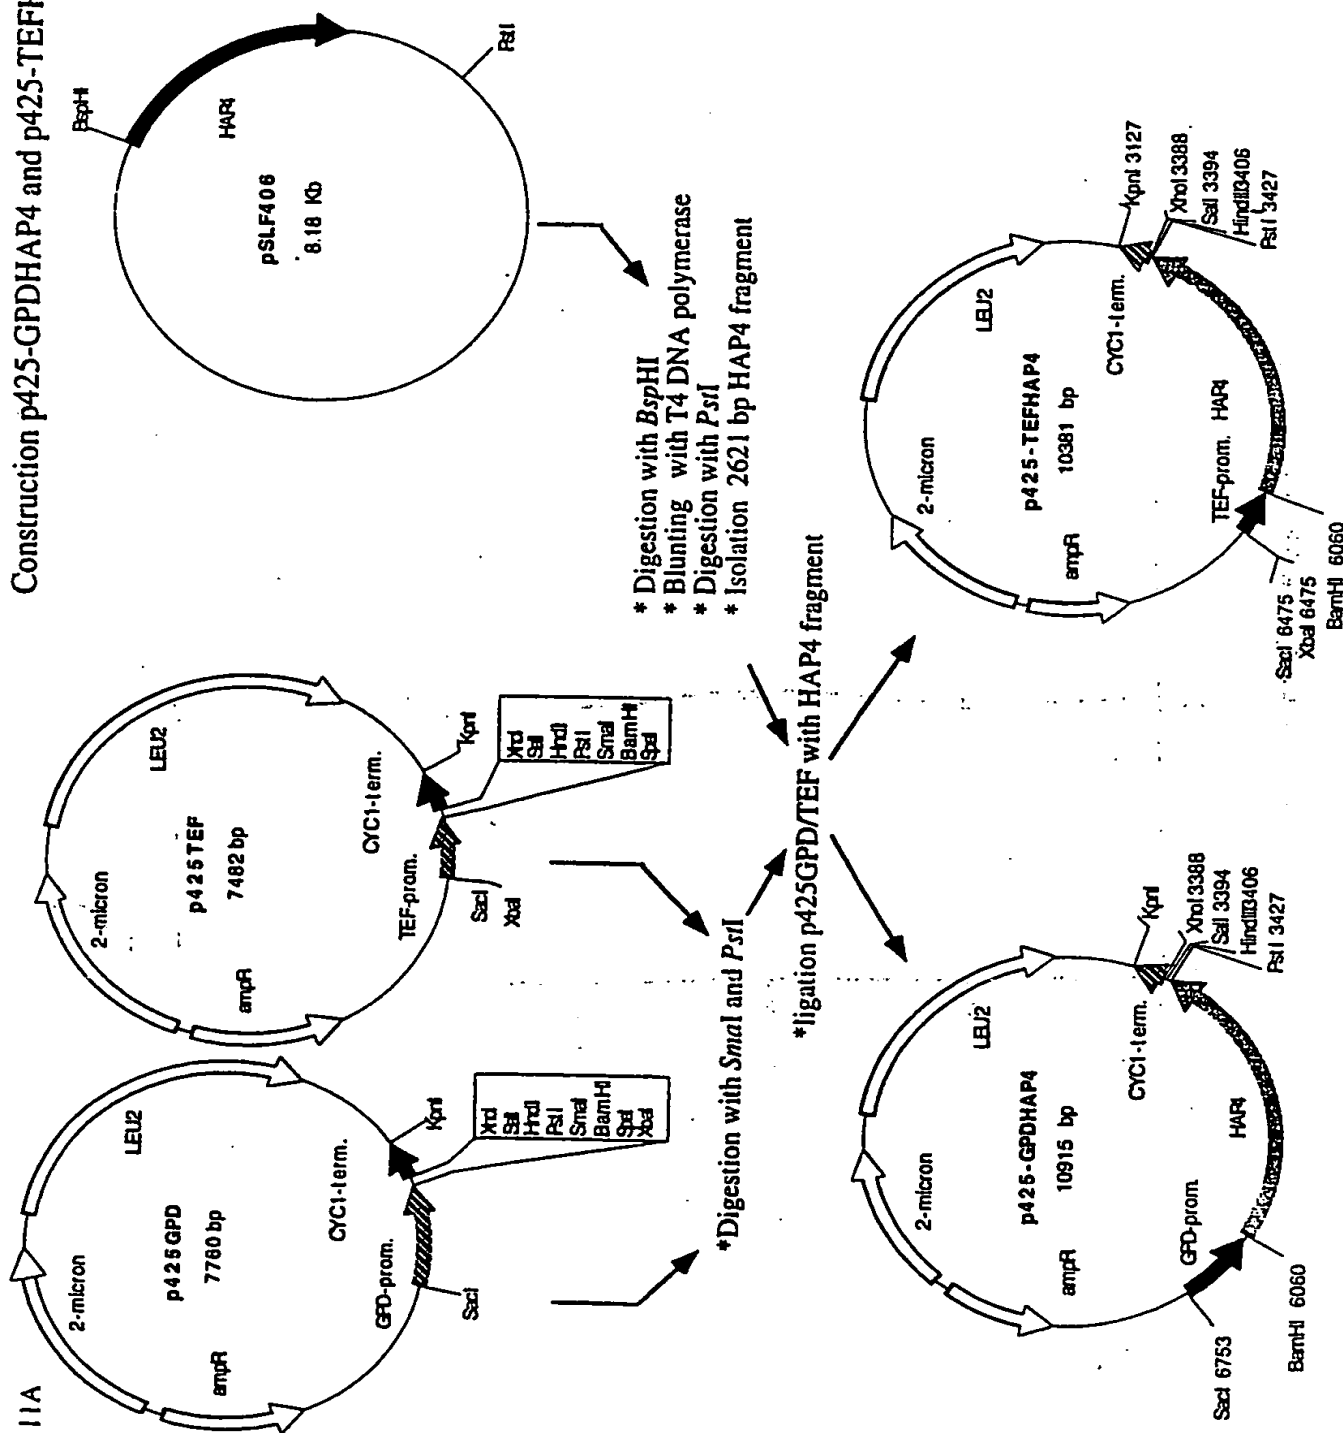 11A
Construction p425-GPDHAP4 and p425-TEFH
2-micron
LEU2
p425GPD
7760 bp
ampR
CYC1-term.
GPD-prom.
KpnI
SacI
XhoI
SalI
HindIII
PstI
SmaI
BamHI
SpeI
XbaI
2-micron
LEU2
p425TEF
7482 bp
ampR
CYC1-term.
TEF-prom.
KpnI
SacI
XbaI
XhoI
SalI
HindIII
PstI
SmaI
BamHI
SpeI
BspHI
HAP4
pSLF406
8.18 Kb
PstI
*Digestion with SmaI and PstI
* Digestion with BspHI
* Blunting with T4 DNA polymerase
* Digestion with PstI
* Isolation 2621 bp HAP4 fragment
*ligation p425GPD/TEF with HAP4 fragment
2-micron
LEU2
p425-GPDHAP4
10915 bp
ampR
CYC1-term.
KpnI
XhoI 3388
SalI 3394
HindIII 3406
PstI 3427
GPD-prom.
HAP4
SacI 6753
BamHI 6060
2-micron
LEU2
p425-TEFHAP4
10381 bp
ampR
CYC1-term.
KpnI 3127
XhoI 3388
SalI 3394
HindIII 3406
PstI 3427
TEF-prom.
HAP4
SacI 6475
XbaI 6475
BamHI 6060